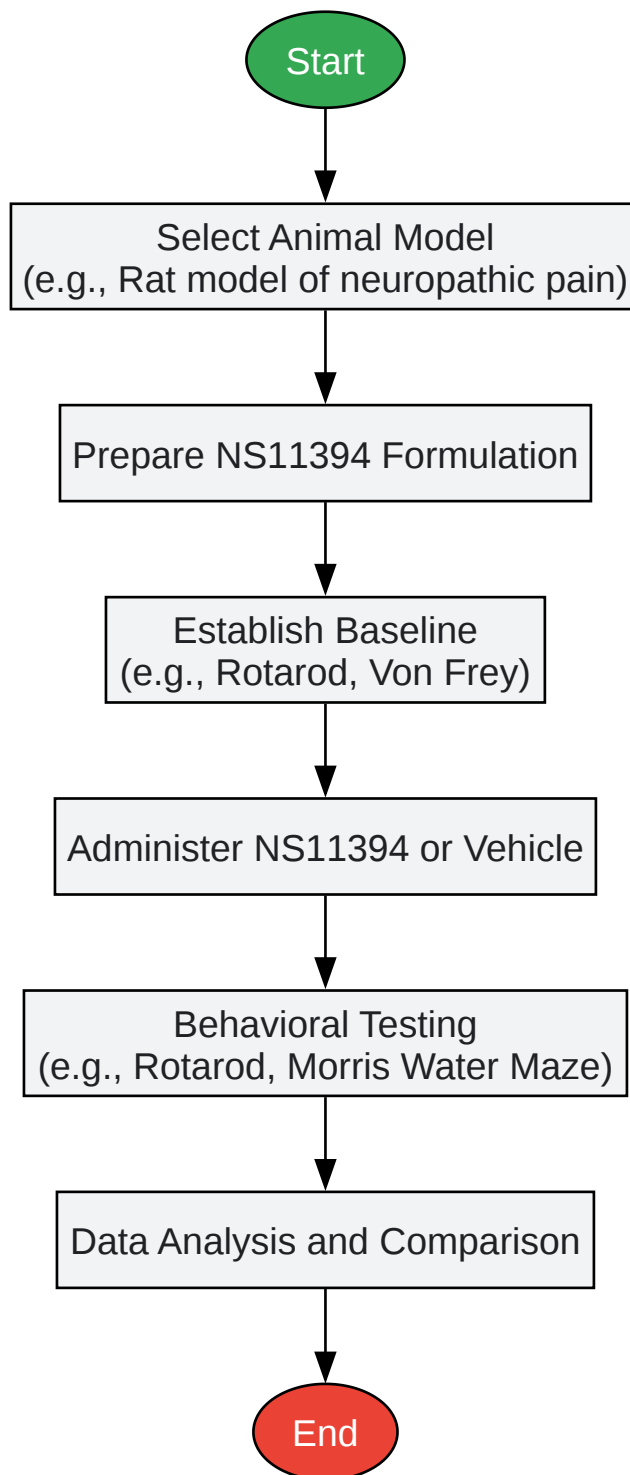 Start
Select Animal Model
(e.g., Rat model of neuropathic pain)
Prepare NS11394 Formulation
Establish Baseline
(e.g., Rotarod, Von Frey)
Administer NS11394 or Vehicle
Behavioral Testing
(e.g., Rotarod, Morris Water Maze)
Data Analysis and Comparison
End